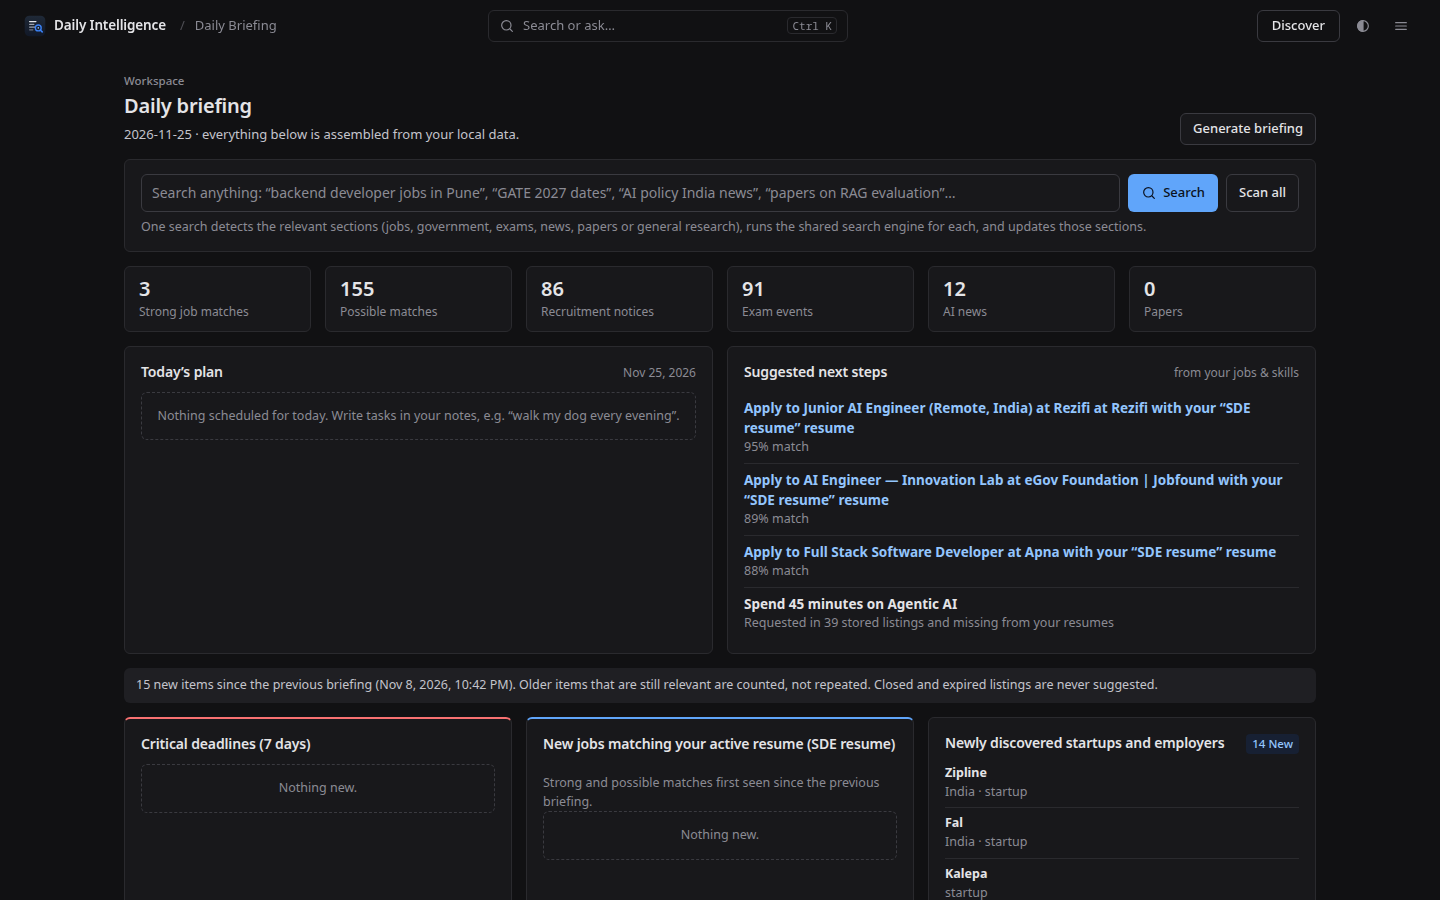 Daily Intelligence / Daily Briefing
Search or ask...
Ctrl K
Discover
Workspace
Daily briefing
2026-11-25 · everything below is assembled from your local data.
Generate briefing
Search anything: “backend developer jobs in Pune”, “GATE 2027 dates”, “AI policy India news”, “papers on RAG evaluation”...
Search
Scan all
One search detects the relevant sections (jobs, government, exams, news, papers or general research), runs the shared search engine for each, and updates those sections.
3
Strong job matches
155
Possible matches
86
Recruitment notices
91
Exam events
12
AI news
0
Papers
Today’s plan
Nov 25, 2026
Nothing scheduled for today. Write tasks in your notes, e.g. “walk my dog every evening”.
Suggested next steps
from your jobs & skills
Apply to Junior AI Engineer (Remote, India) at Rezifi at Rezifi with your “SDE
resume” resume
95% match
Apply to AI Engineer — Innovation Lab at eGov Foundation | Jobfound with your
“SDE resume” resume
89% match
Apply to Full Stack Software Developer at Apna with your “SDE resume” resume
88% match
Spend 45 minutes on Agentic AI
Requested in 39 stored listings and missing from your resumes
15 new items since the previous briefing (Nov 8, 2026, 10:42 PM). Older items that are still relevant are counted, not repeated. Closed and expired listings are never suggested.
Critical deadlines (7 days)
Nothing new.
New jobs matching your active resume (SDE resume)
Strong and possible matches first seen since the previous
briefing.
Nothing new.
Newly discovered startups and employers
14 New
Zipline
India · startup
Fal
India · startup
Kalepa
startup